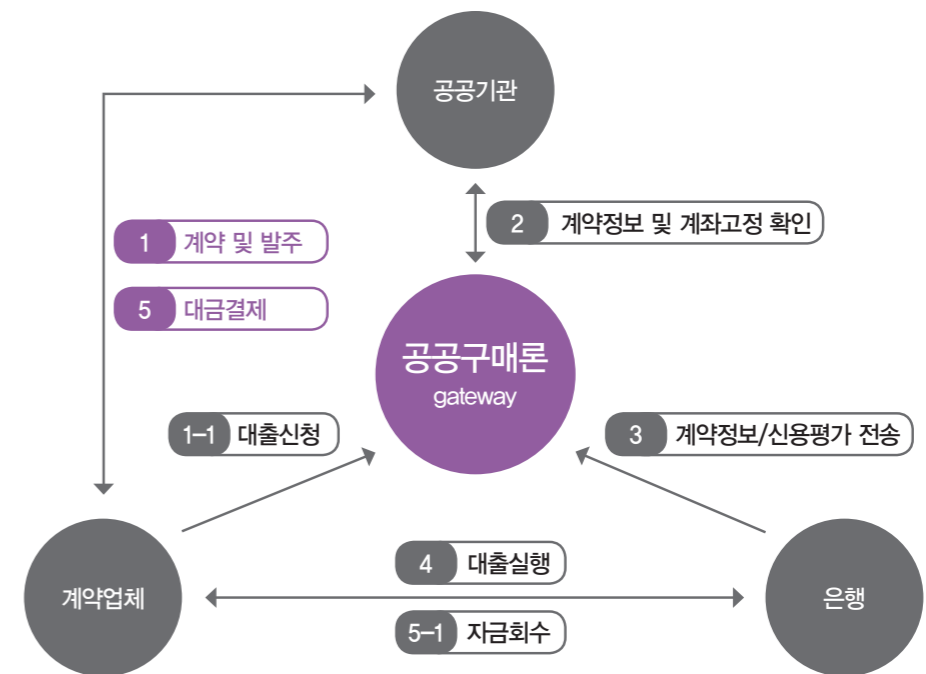 공공기관
1 계약 및 발주
2 계약정보 및 계좌고정 확인
5 대금결제
공공구매론
gateway
1-1 대출신청
3 계약정보/신용평가 전송
계약업체
4 대출실행
은행
5-1 자금회수